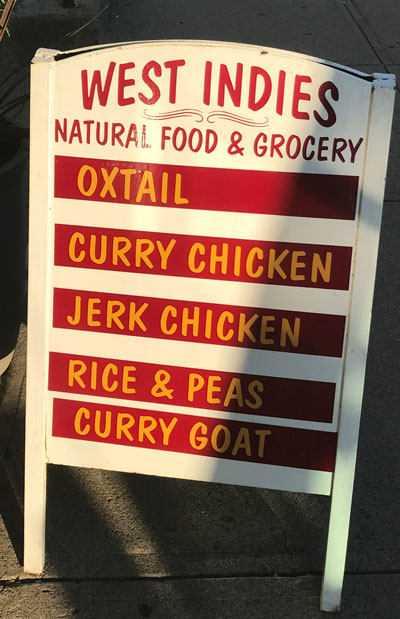 WEST INDIES
NATURAL FOOD & GROCERY
OXTAIL
CURRY CHICKEN
JERK CHICKEN
RICE & PEAS
CURRY GOAT